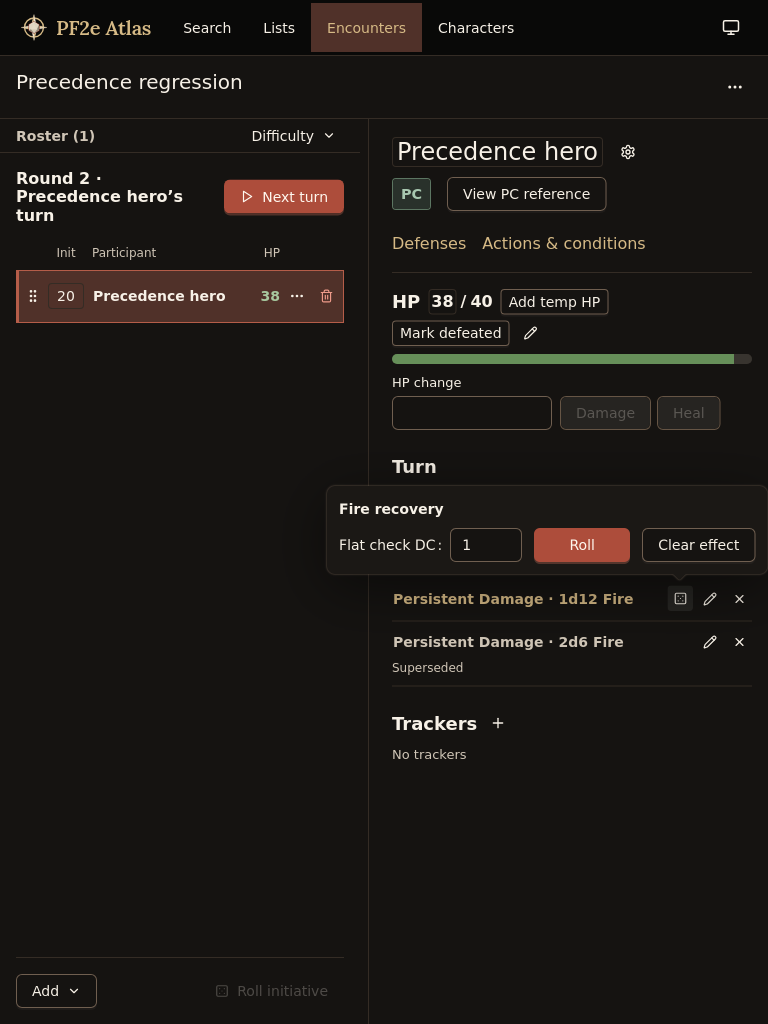 PF2e Atlas
Search
Lists
Encounters
Characters
Precedence regression
Roster (1)
Difficulty
Round 2 ·
Precedence hero’s
turn
Next turn
Init
Participant
HP
20
Precedence hero
38
Add
Roll initiative
Precedence hero
PC
View PC reference
Defenses
Actions & conditions
HP 38 / 40
Add temp HP
Mark defeated
HP change
Damage
Heal
Turn
Fire recovery
Flat check DC:
1
Roll
Clear effect
Persistent Damage · 1d12 Fire
Persistent Damage · 2d6 Fire
Superseded
Trackers
No trackers